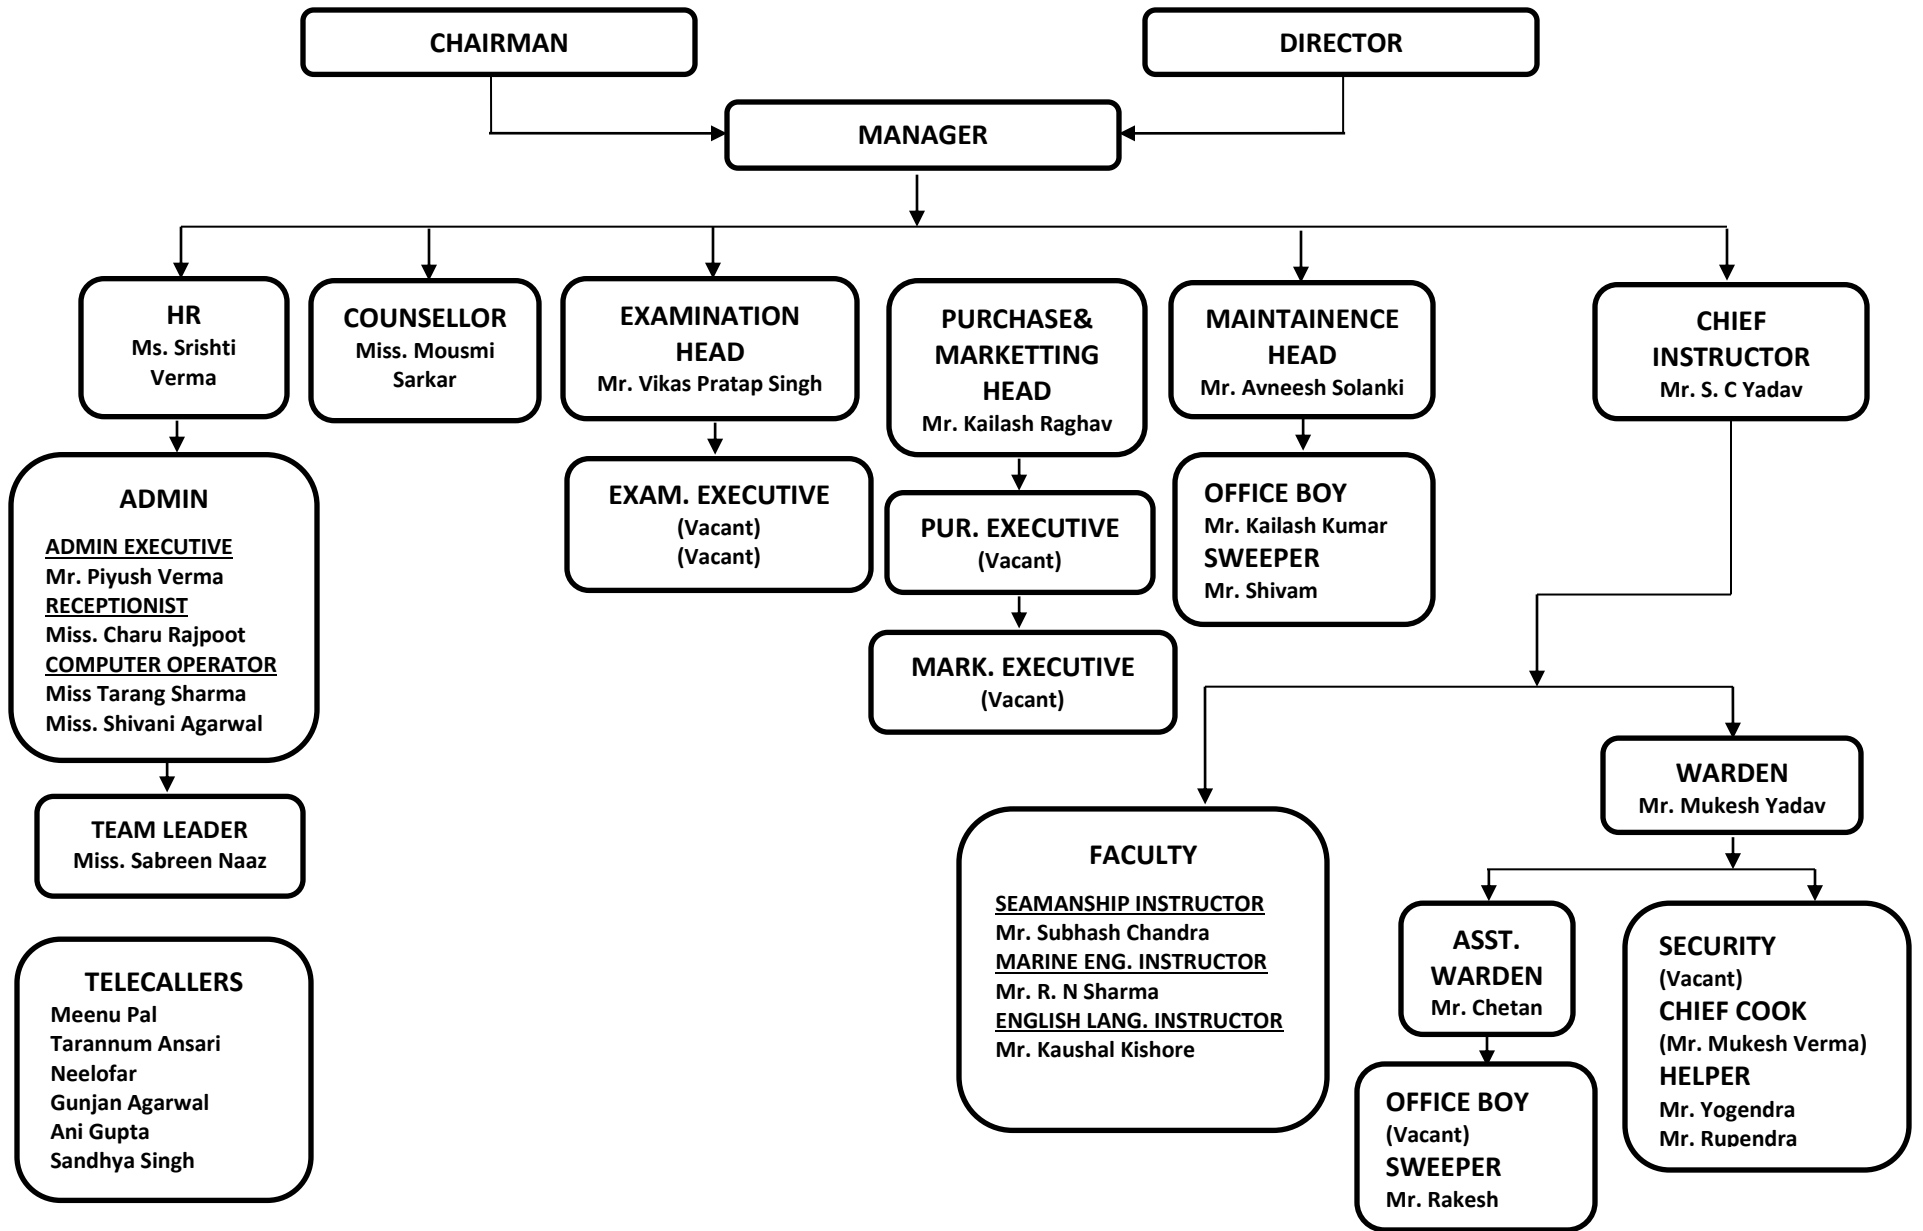 CHAIRMAN
DIRECTOR
MANAGER
HR
Ms. Srishti
Verma
COUNSELLOR
Miss. Mousmi
Sarkar
EXAMINATION
HEAD
Mr. Vikas Pratap Singh
PURCHASE&
MARKETTING
HEAD
Mr. Kailash Raghav
MAINTAINENCE
HEAD
Mr. Avneesh Solanki
CHIEF
INSTRUCTOR
Mr. S. C Yadav
ADMIN
ADMIN EXECUTIVE
Mr. Piyush Verma
RECEPTIONIST
Miss. Charu Rajpoot
COMPUTER OPERATOR
Miss Tarang Sharma
Miss. Shivani Agarwal
EXAM. EXECUTIVE
(Vacant)
(Vacant)
PUR. EXECUTIVE
(Vacant)
MARK. EXECUTIVE
(Vacant)
OFFICE BOY
Mr. Kailash Kumar
SWEEPER
Mr. Shivam
TEAM LEADER
Miss. Sabreen Naaz
TELECALLERS
Meenu Pal
Tarannum Ansari
Neelofar
Gunjan Agarwal
Ani Gupta
Sandhya Singh
FACULTY
SEAMANSHIP INSTRUCTOR
Mr. Subhash Chandra
MARINE ENG. INSTRUCTOR
Mr. R. N Sharma
ENGLISH LANG. INSTRUCTOR
Mr. Kaushal Kishore
WARDEN
Mr. Mukesh Yadav
ASST.
WARDEN
Mr. Chetan
OFFICE BOY
(Vacant)
SWEEPER
Mr. Rakesh
SECURITY
(Vacant)
CHIEF COOK
(Mr. Mukesh Verma)
HELPER
Mr. Yogendra
Mr. Rupendra